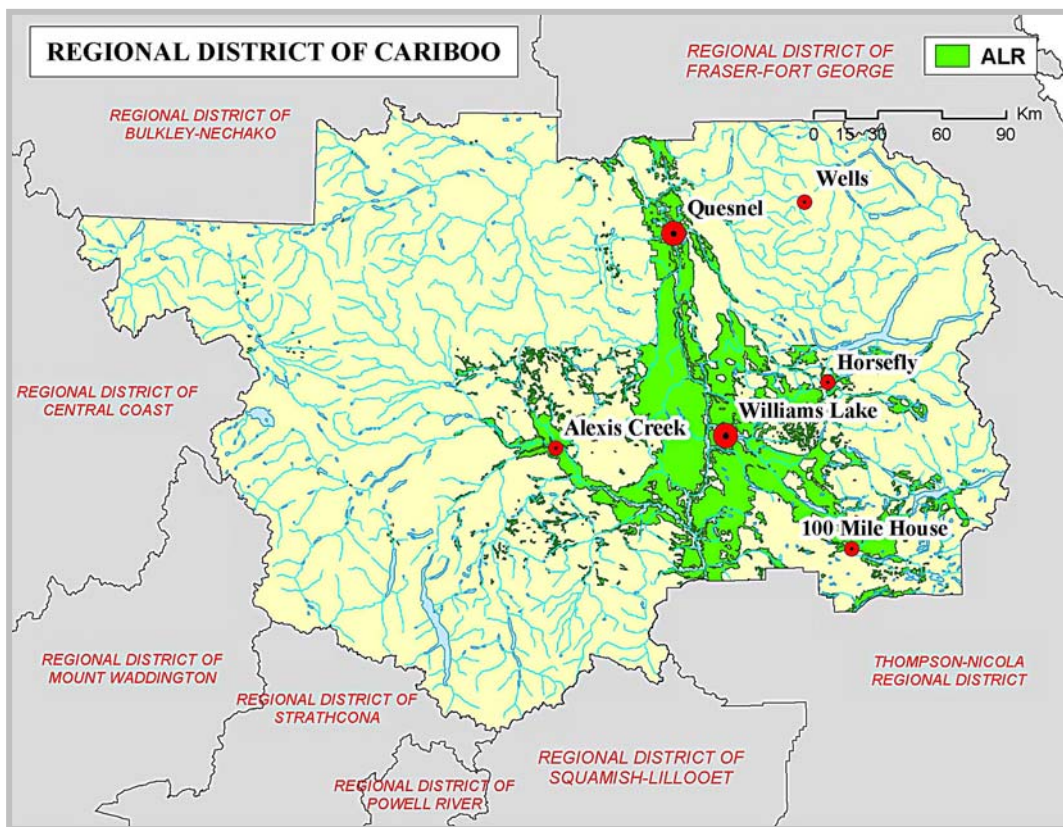 REGIONAL DISTRICT OF CARIBOO
REGIONAL DISTRICT OF
FRASER-FORT GEORGE
ALR
REGIONAL DISTRICT OF
BULKLEY-NECHAKO
Km
0 15 30 60 90
Wells
Quesnel
Horsefly
REGIONAL DISTRICT OF
CENTRAL COAST
Williams Lake
Alexis Creek
100 Mile House
REGIONAL DISTRICT OF
MOUNT WADDINGTON
THOMPSON-NICOLA
REGIONAL DISTRICT
REGIONAL DISTRICT OF
STRATHCONA
REGIONAL DISTRICT OF
SQUAMISH-LILLOOET
REGIONAL DISTRICT OF
POWELL RIVER